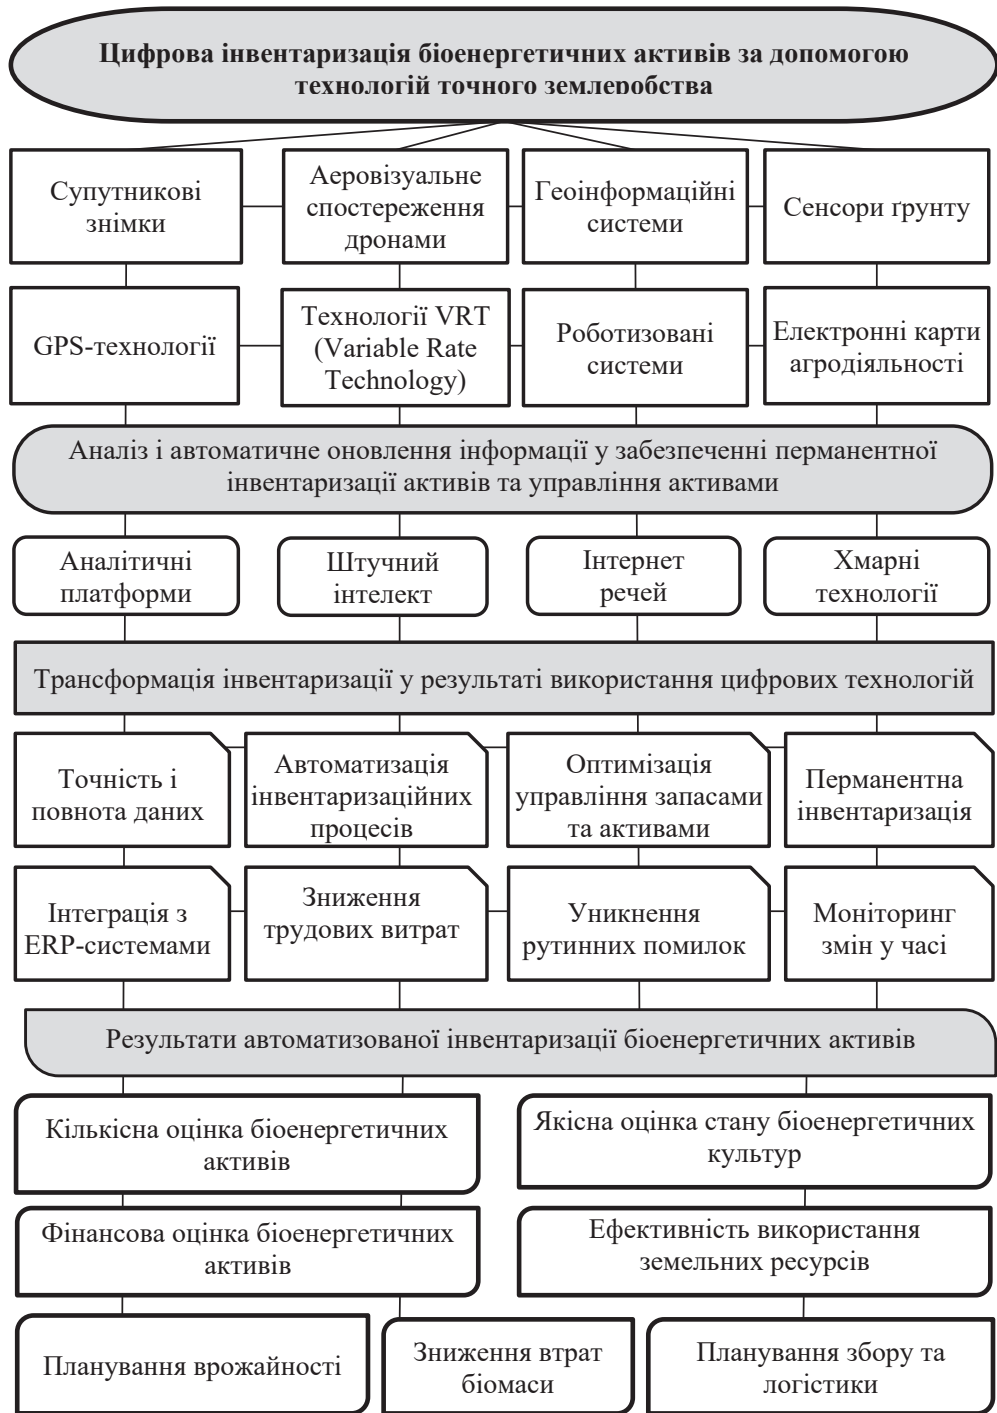 Цифрова інвентаризація біоенергетичних активів за допомогою
технологій точного землеробства
Супутникові
знімки
Аеровізуальне
спостереження
дронами
Геоінформаційні
системи
Сенсори ґрунту
GPS-технології
Технології VRT
(Variable Rate
Technology)
Роботизовані
системи
Електронні карти
агродіяльності
Аналіз і автоматичне оновлення інформації у забезпеченні перманентної
інвентаризації активів та управління активами
Аналітичні
платформи
Штучний
інтелект
Інтернет
речей
Хмарні
технології
Трансформація інвентаризації у результаті використання цифрових технологій
Точність і
повнота даних
Автоматизація
інвентаризаційних
процесів
Оптимізація
управління запасами
та активами
Перманентна
інвентаризація
Інтеграція з
ERP-системами
Зниження
трудових витрат
Уникнення
рутинних помилок
Моніторинг
змін у часі
Результати автоматизованої інвентаризації біоенергетичних активів
Кількісна оцінка біоенергетичних
активів
Якісна оцінка стану біоенергетичних
культур
Фінансова оцінка біоенергетичних
активів
Ефективність використання
земельних ресурсів
Планування врожайності
Зниження втрат
біомаси
Планування збору та
логістики